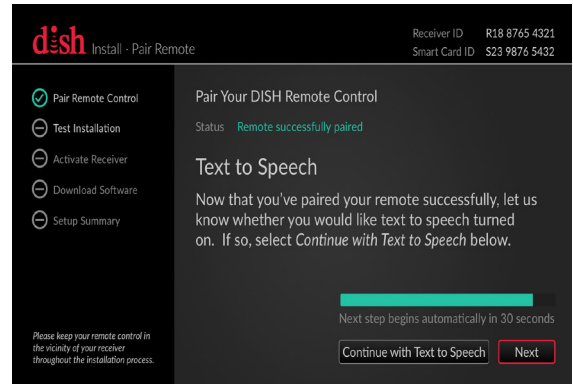 dish Install - Pair Remote
Receiver ID R18 8765 4321
Smart Card ID S23 9876 5432
Pair Remote Control
Test Installation
Activate Receiver
Download Software
Setup Summary
Please keep your remote control in
the vicinity of your receiver
throughout the installation process.
Pair Your DISH Remote Control
Status Remote successfully paired
Text to Speech
Now that you've paired your remote successfully, let us
know whether you would like text to speech turned
on. If so, select Continue with Text to Speech below.
Next step begins automatically in 30 seconds
Continue with Text to Speech
Next